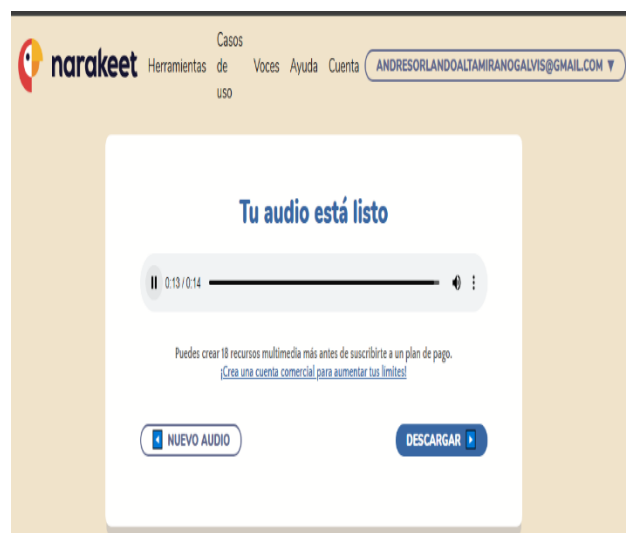 narakeet
Herramientas
Casos
de
uso
Voces
Ayuda
Cuenta
ANDRESORLANDOALTAMIRANOGALVIS@GMAIL.COM ▼
Tu audio está listo
0:13 / 0:14
Puedes crear 18 recursos multimedia más antes de suscribirte a un plan de pago.
¡Crea una cuenta comercial para aumentar tus límites!
NUEVO AUDIO
DESCARGAR